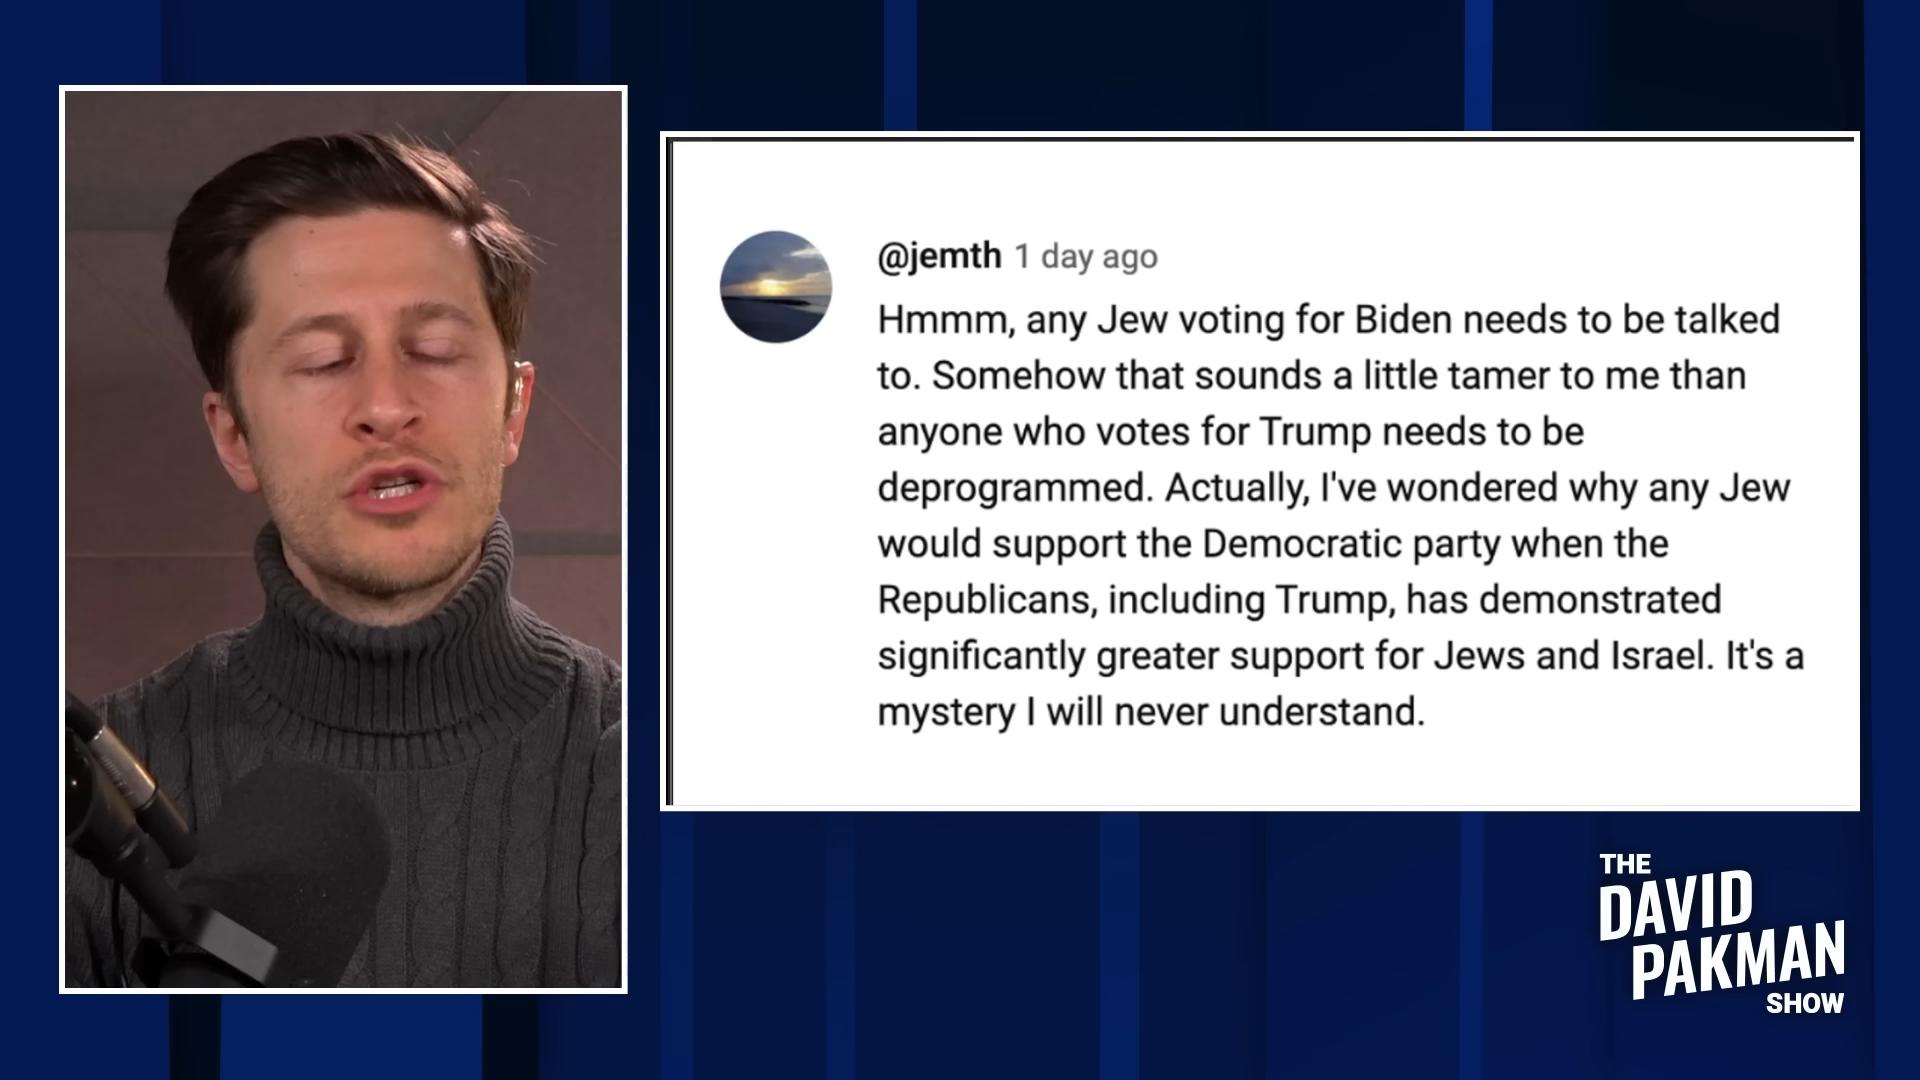 @jemth 1 day ago
Hmmm, any Jew voting for Biden needs to be talked
to. Somehow that sounds a little tamer to me than
anyone who votes for Trump needs to be
deprogrammed. Actually, I've wondered why any Jew
would support the Democratic party when the
Republicans, including Trump, has demonstrated
significantly greater support for Jews and Israel. It's a
mystery I will never understand.
THE
DAVID
PAKMAN
SHOW